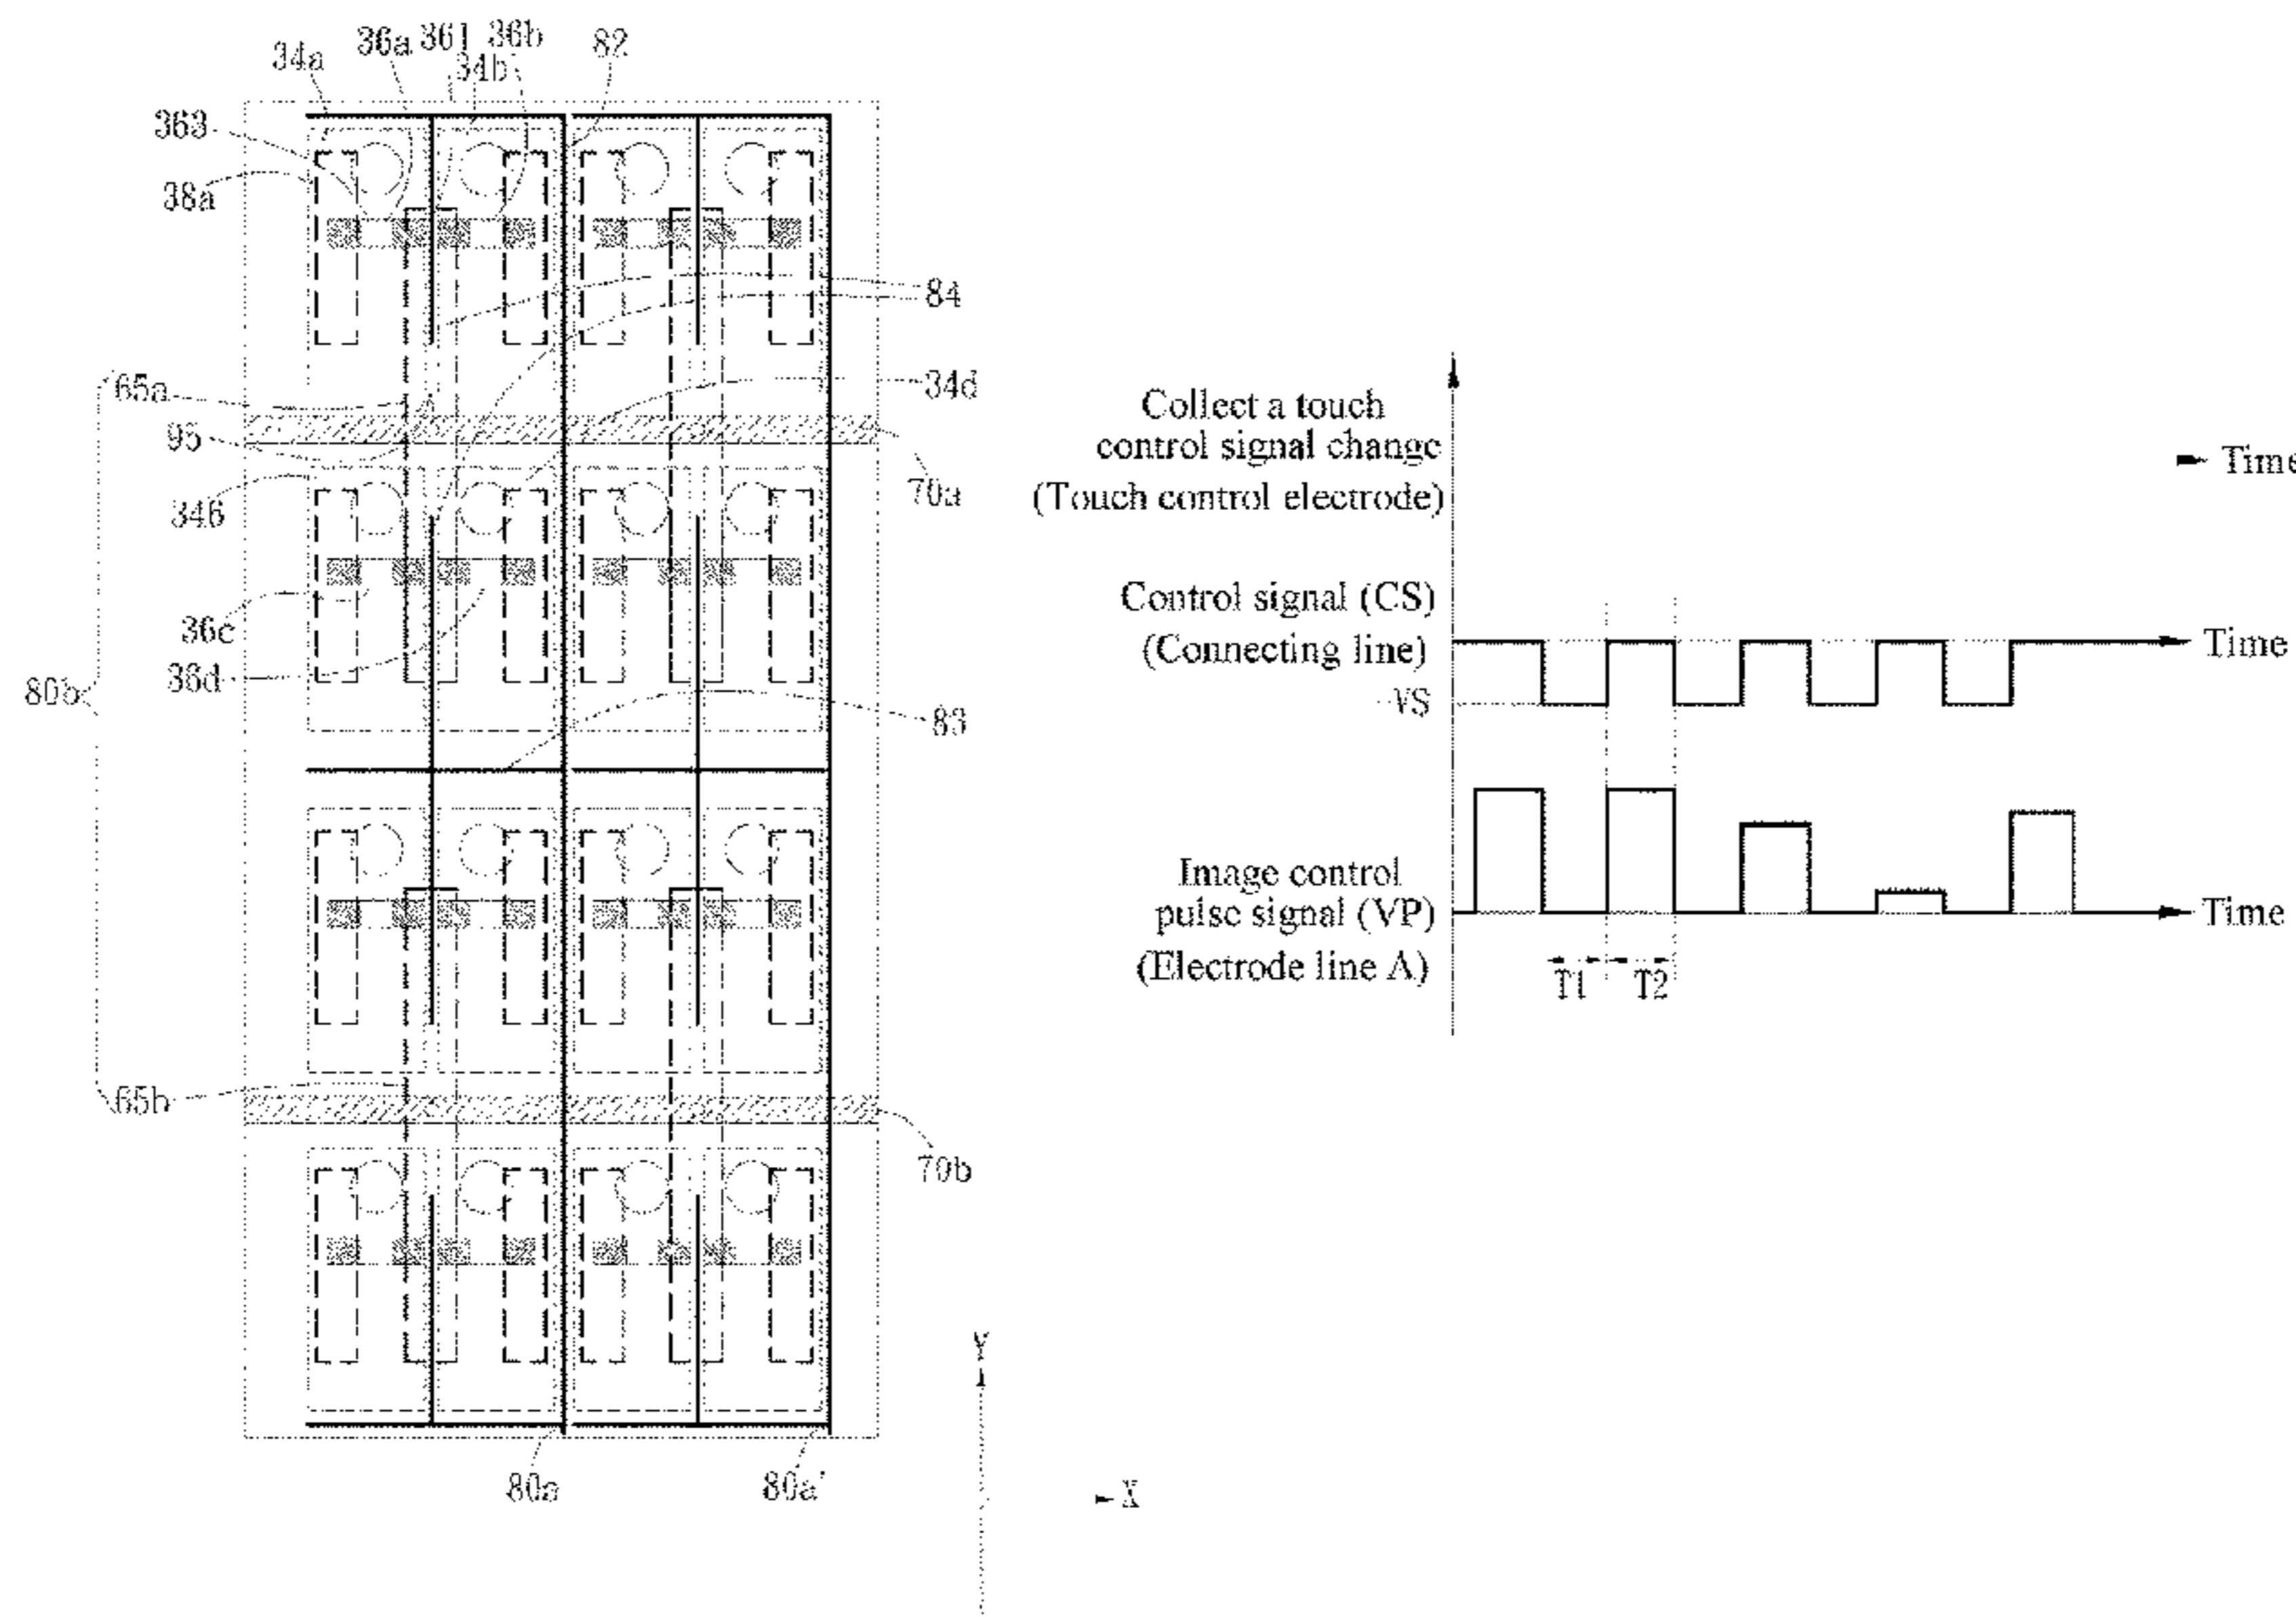 34a 36a 361 36b 82
34b
363
38a
84
65a
34d
95
70a
346
36c
36d
80b
83
65b
70b
80a 80a'
Y
X
Collect a touch
control signal change
(Touch control electrode)
Time
Control signal (CS)
(Connecting line)
Time
-VS
Image control
pulse signal (VP)
(Electrode line A)
Time
T1 T2